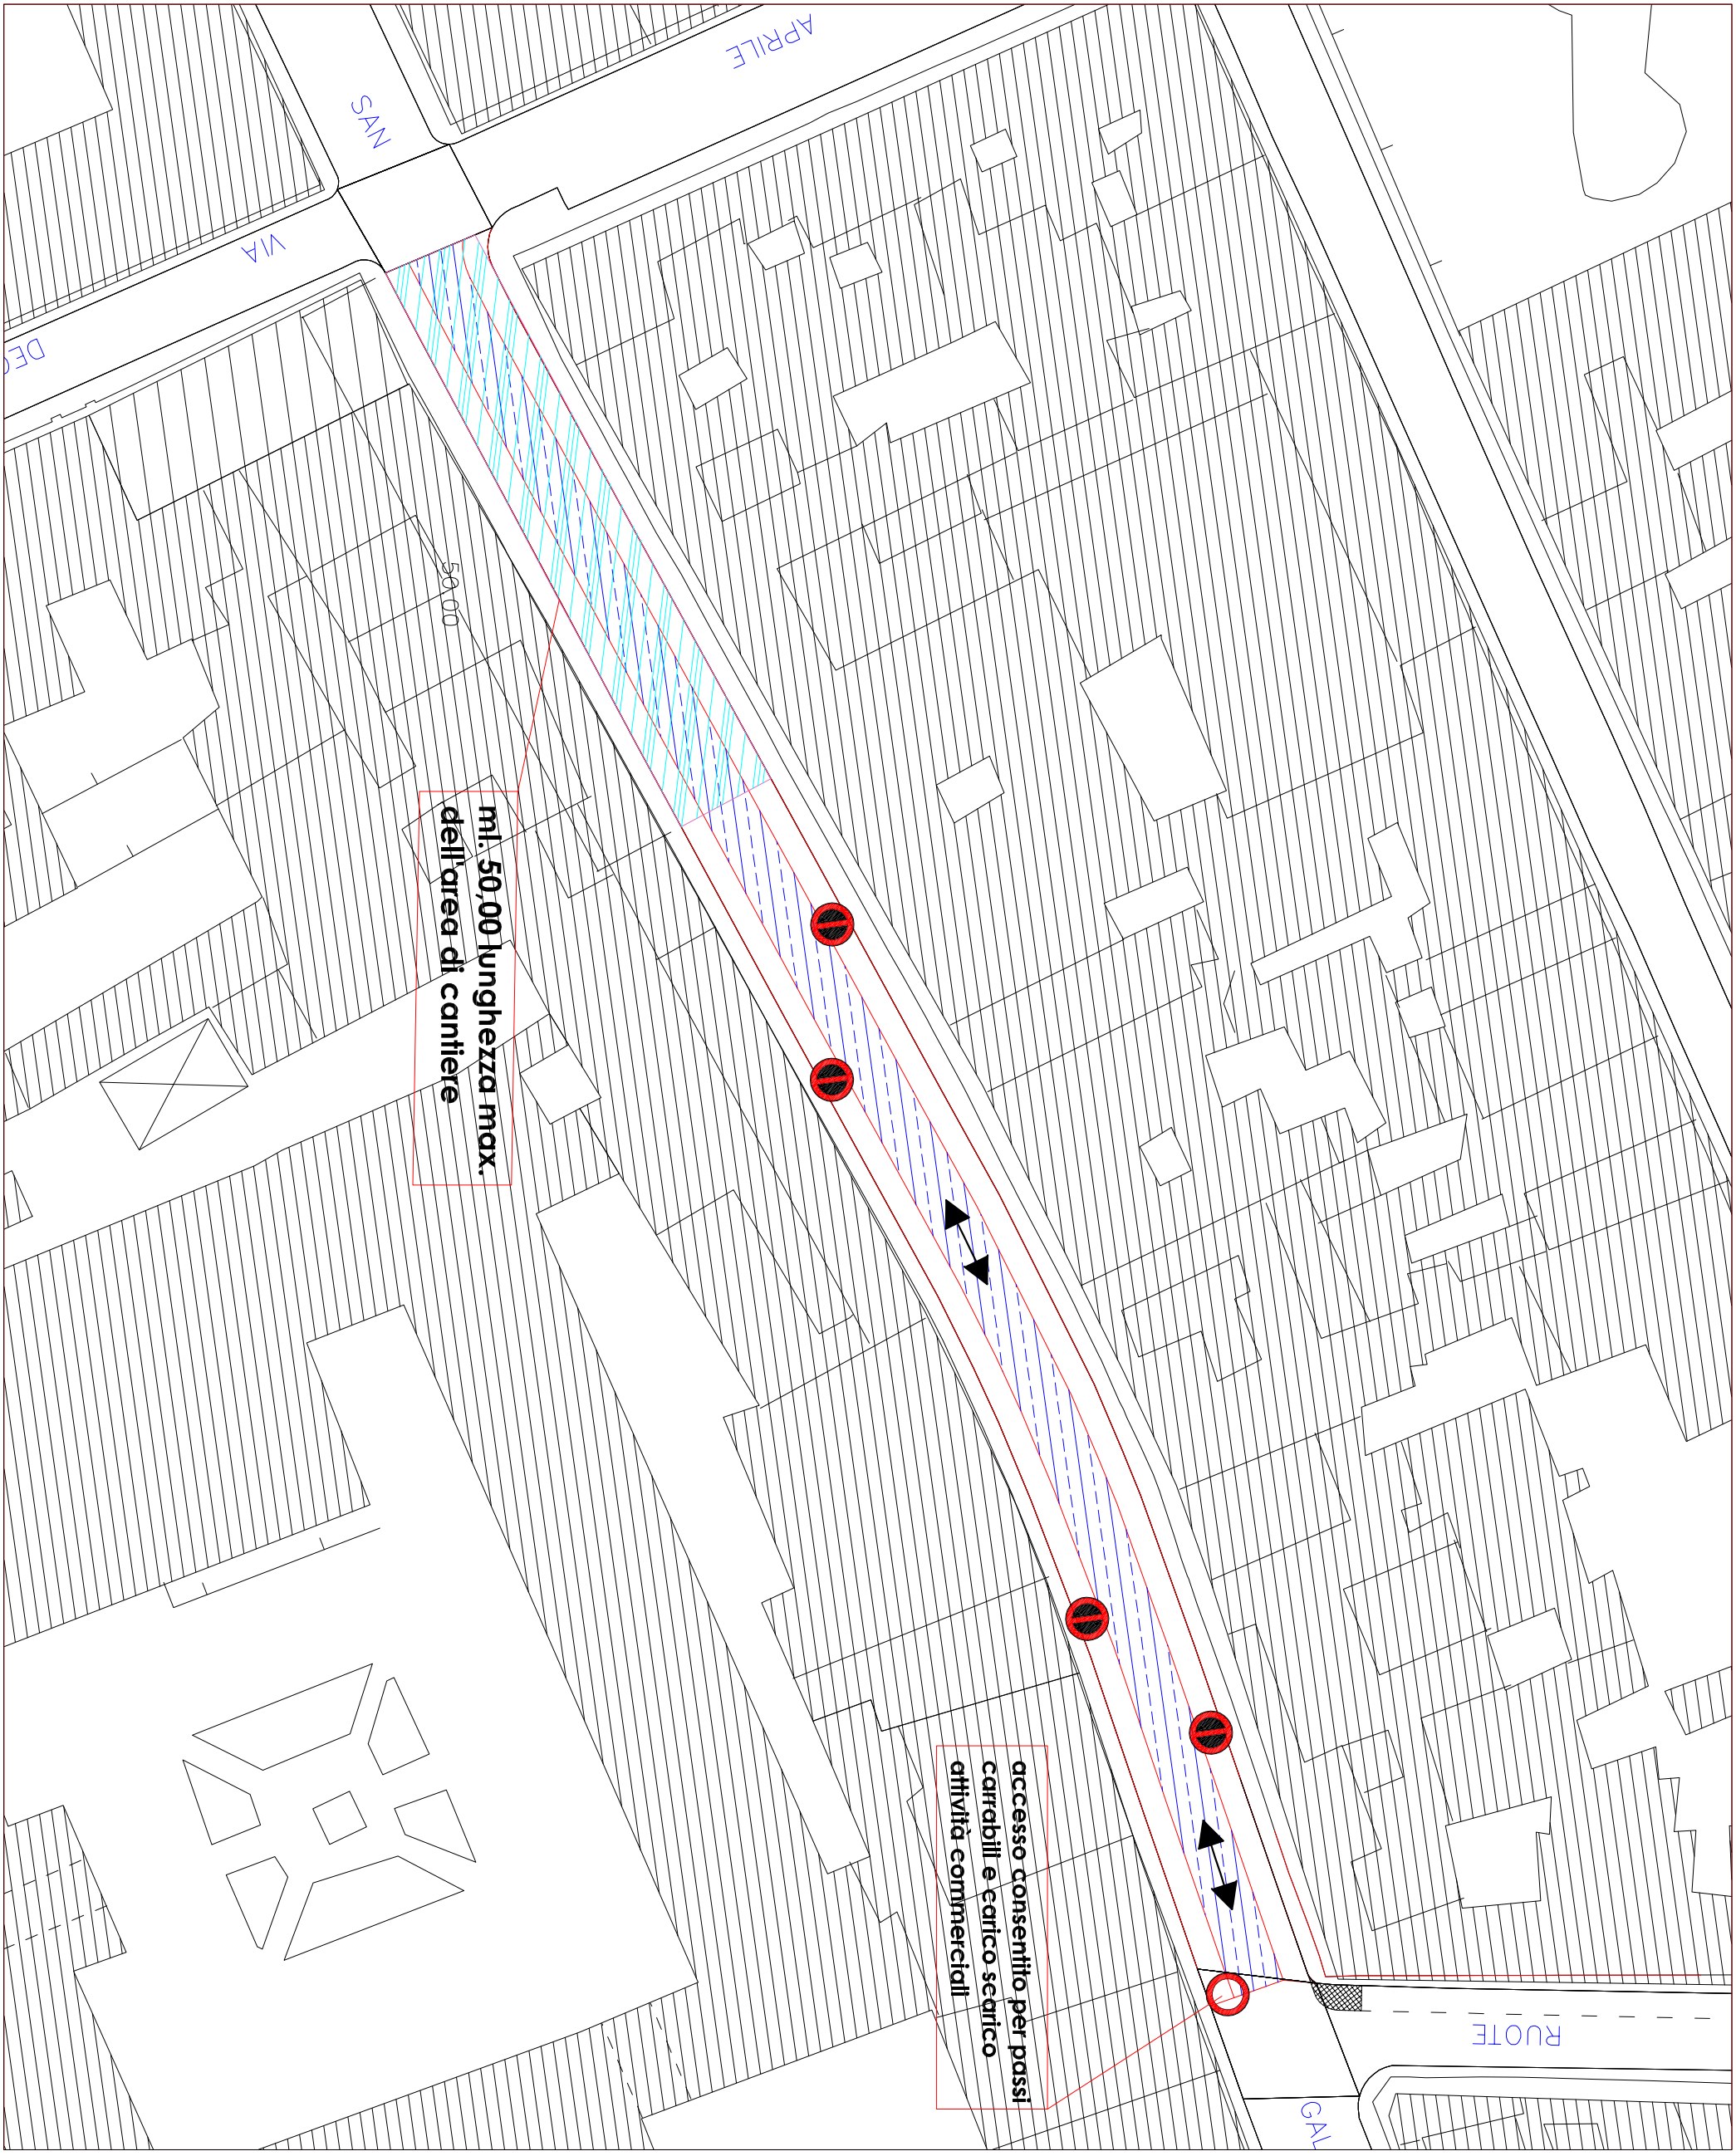 APRILE
SAN
VIA
50.00
ml. 50,00 lunghezza max.
dell'area di cantiere
accesso consentito per passi
carrabili e carico scarico
attività commerciali
RUOTE
GAL